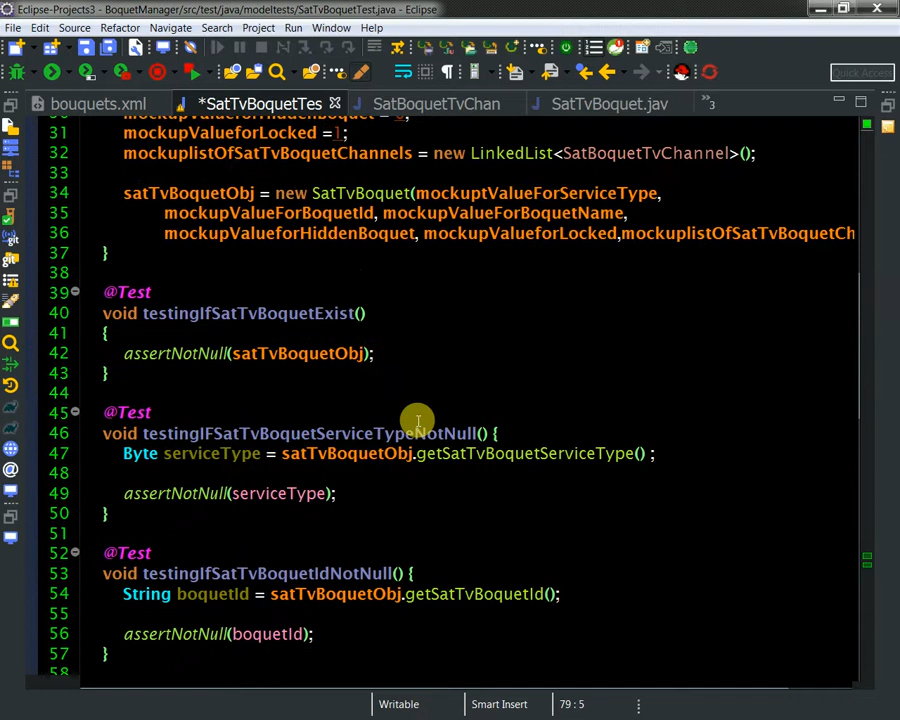 Eclipse-Projects3 - BoquetManager/src/test/java/modeltests/SatTvBoquetTest.java - Eclipse
File Edit Source Refactor Navigate Search Project Run Window Help
Quick Access
bouquets.xml *SatTvBoquetTes SatBoquetTvChan SatTvBoquet.jav »3
31 mockupValueforLocked =1;
32 mockuplistOfSatTvBoquetChannels = new LinkedList<SatBoquetTvChannel>();
33
34 satTvBoquetObj = new SatTvBoquet(mockuptValueForServiceType,
35 mockupValueForBoquetId, mockupValueForBoquetName,
36 mockupValueforHiddenBoquet, mockupValueforLocked,mockuplistOfSatTvBoquetCh
37 }
38
39 @Test
40 void testingIfSatTvBoquetExist()
41 {
42 assertNotNull(satTvBoquetObj);
43 }
44
45 @Test
46 void testingIFSatTvBoquetServiceTypeNotNull() {
47 Byte serviceType = satTvBoquetObj.getSatTvBoquetServiceType() ;
48
49 assertNotNull(serviceType);
50 }
51
52 @Test
53 void testingIfSatTvBoquetIdNotNull() {
54 String boquetId = satTvBoquetObj.getSatTvBoquetId();
55
56 assertNotNull(boquetId);
57 }
58
Writable Smart Insert 79 : 5